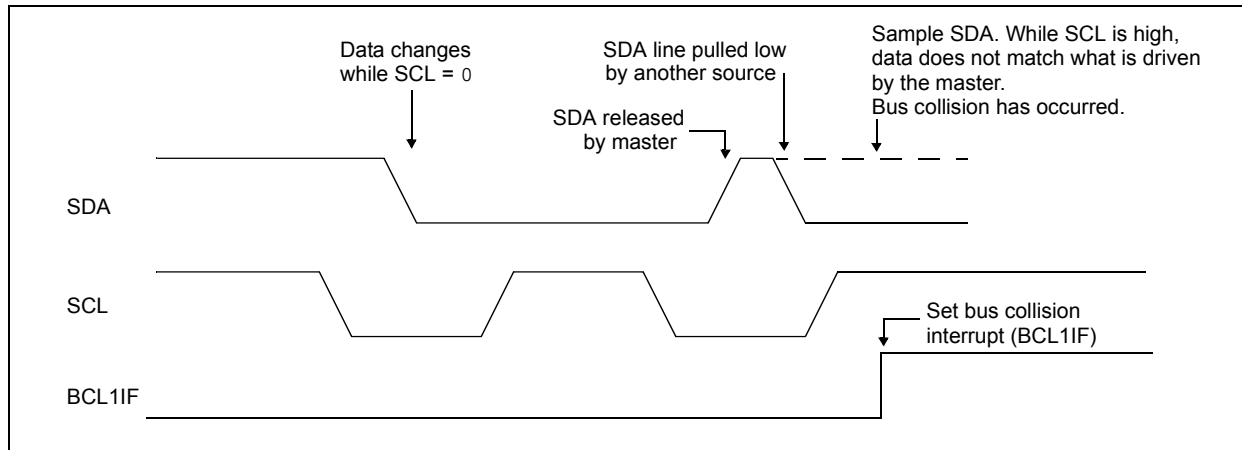 Data changes
while SCL = 0
SDA line pulled low
by another source
SDA released
by master
Sample SDA. While SCL is high,
data does not match what is driven
by the master.
Bus collision has occurred.
SDA
SCL
Set bus collision
interrupt (BCL1IF)
BCL1IF